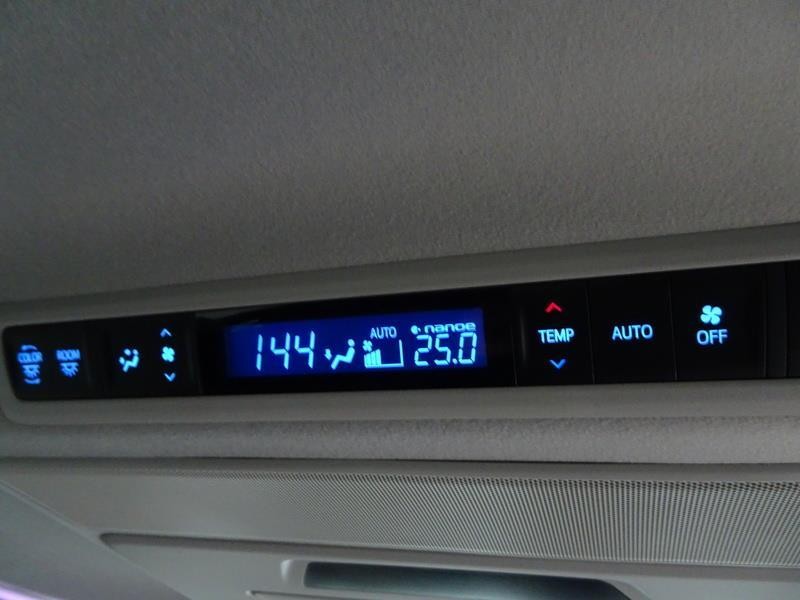 COLOR
ROOM
144
AUTO
nanoe
25.0
TEMP
AUTO
OFF